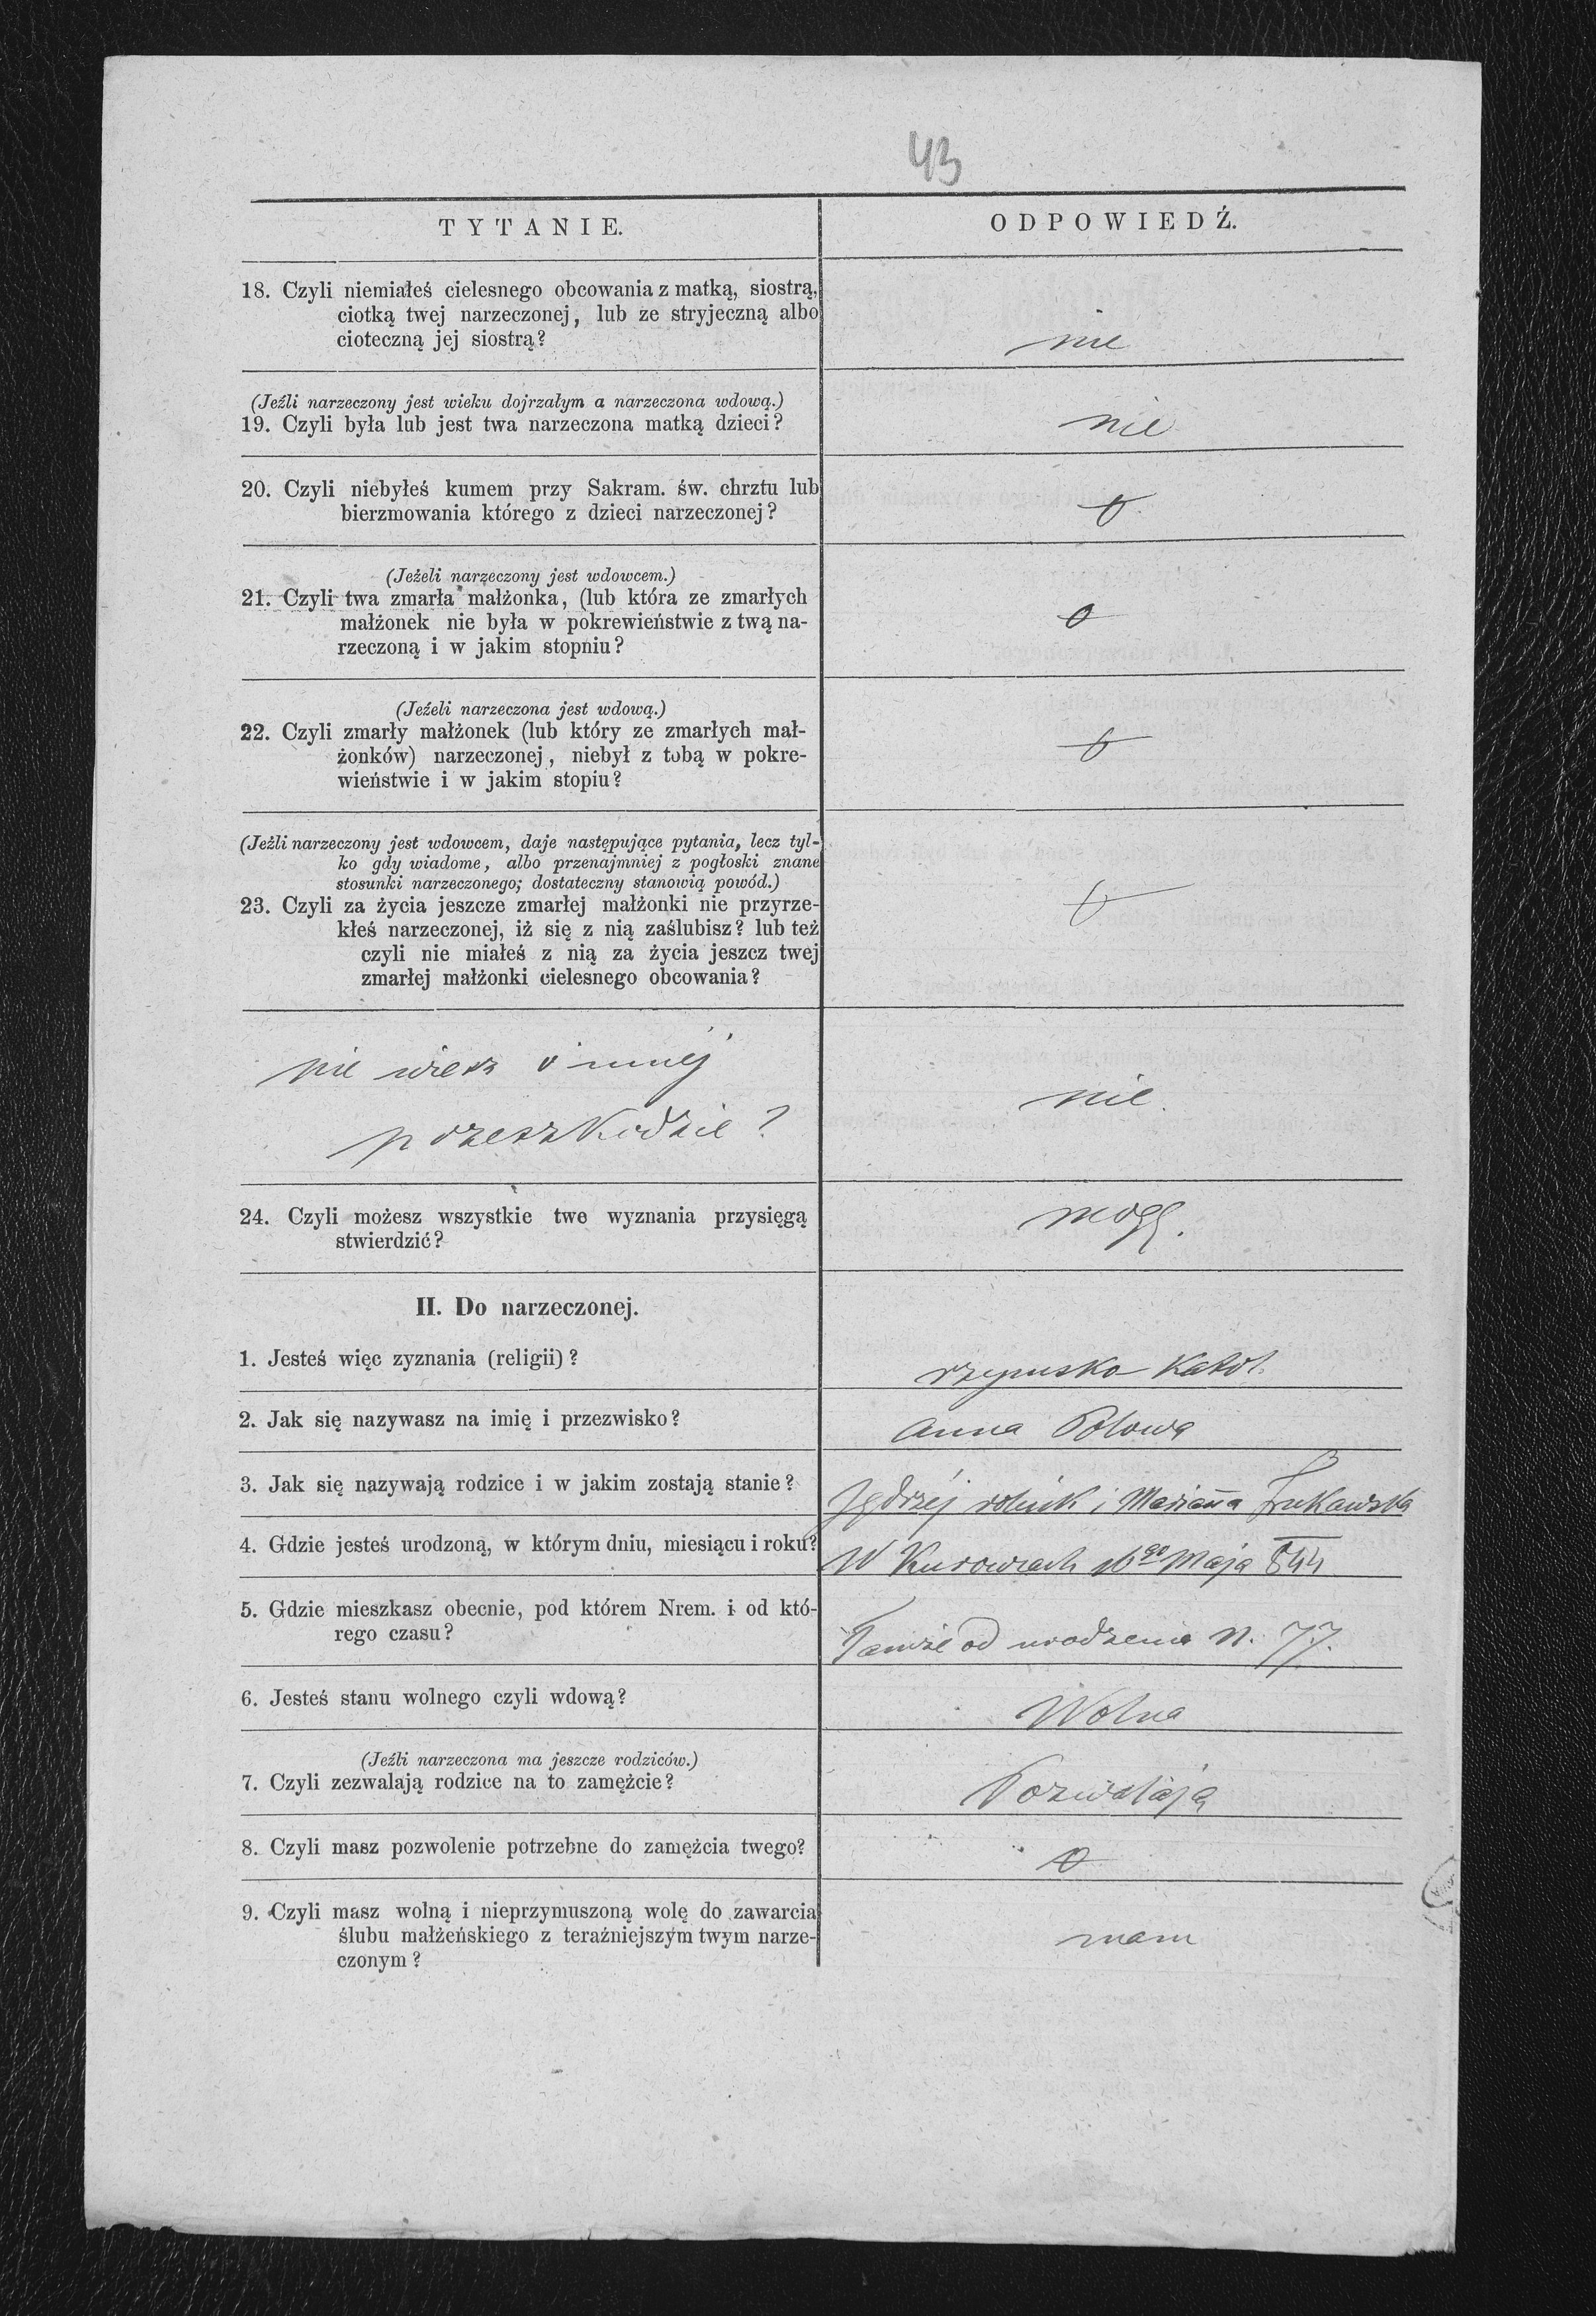 43
TYTANIE.
ODPOWIEDŹ.
18. Czyli niemiałeś cielesnego obcowania z matką, siostrą,
ciotką twej narzeczonej, lub ze stryjeczną albo
cioteczną jej siostrą?
nie
(Jeźli narzeczony jest wieku dojrzałym a narzeczona wdową.)
19. Czyli była lub jest twa narzeczona matką dzieci?
nie
20. Czyli niebyłeś kumem przy Sakram. św. chrztu lub
bierzmowania którego z dzieci narzeczonej?
0
(Jeżeli narzeczony jest wdowcem.)
21. Czyli twa zmarła małżonka, (lub która ze zmarłych
małżonek nie była w pokrewieństwie z twą na-
rzeczoną i w jakim stopniu?
0
(Jeżeli narzeczona jest wdową.)
22. Czyli zmarły małżonek (lub który ze zmarłych mał-
żonków) narzeczonej, niebył z tobą w pokre-
wieństwie i w jakim stopiu?
0
(Jeźli narzeczony jest wdowcem, daje następujące pytania, lecz tyl-
ko gdy wiadome, albo przenajmniej z pogłoski znane
stosunki narzeczonego; dostateczny stanowią powód.)
23. Czyli za życia jeszcze zmarłej małżonki nie przyrze-
kłeś narzeczonej, iż się z nią zaślubisz? lub też
czyli nie miałeś z nią za życia jeszcz twej
zmarłej małżonki cielesnego obcowania?
0
nie wiesz o innej
przeszkodzie?
nie.
24. Czyli możesz wszystkie twe wyznania przysięgą
stwierdzić?
mogę.
II. Do narzeczonej.
1. Jesteś więc zyznania (religii)?
rzymsko Katol.
2. Jak się nazywasz na imię i przezwisko?
Anna
3. Jak się nazywają rodzice i w jakim zostają stanie?
Jędrzéj rolnik i Marianna
4. Gdzie jesteś urodzoną, w którym dniu, miesiącu i roku?
W Maja 844
5. Gdzie mieszkasz obecnie, pod którem Nrem. i od któ-
rego czasu?
Tamże od urodzenia N. 77.
6. Jesteś stanu wolnego czyli wdową?
Wolna
(Jeźli narzeczona ma jeszcze rodziców.)
7. Czyli zezwalają rodzice na to zamężcie?
Pozwalają
8. Czyli masz pozwolenie potrzebne do zamężcia twego?
0
9. Czyli masz wolną i nieprzymuszoną wolę do zawarcia
ślubu małżeńskiego z teraźniejszym twym narze-
czonym?
mam